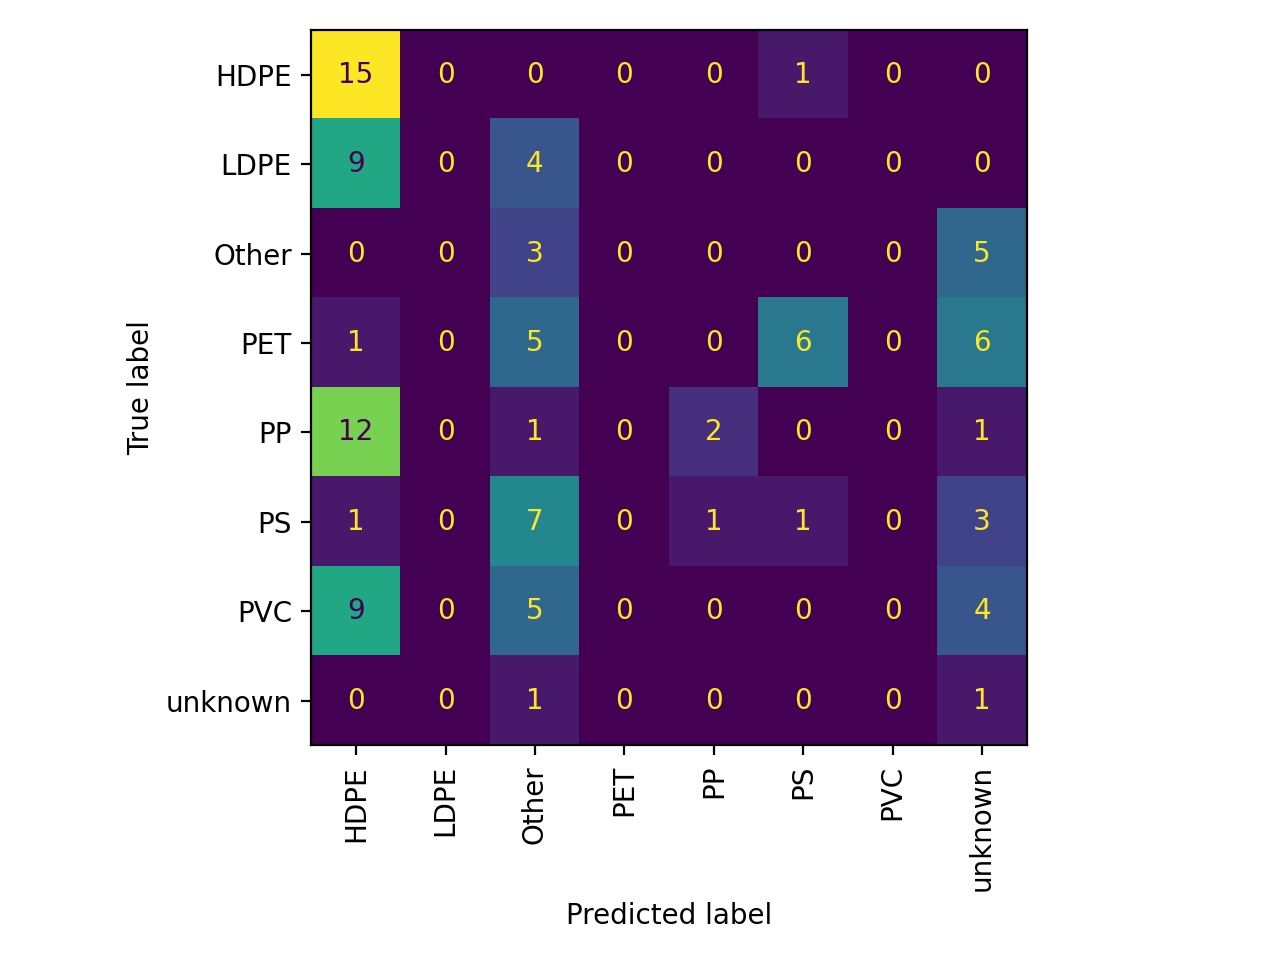 HDPE 15 0 0 0 0 1 0 0
LDPE 9 0 4 0 0 0 0 0
Other 0 0 3 0 0 0 0 5
PET 1 0 5 0 0 6 0 6
PP 12 0 1 0 2 0 0 1
PS 1 0 7 0 1 1 0 3
PVC 9 0 5 0 0 0 0 4
unknown 0 0 1 0 0 0 0 1
True label
HDPE LDPE Other PET PP PS PVC unknown
Predicted label